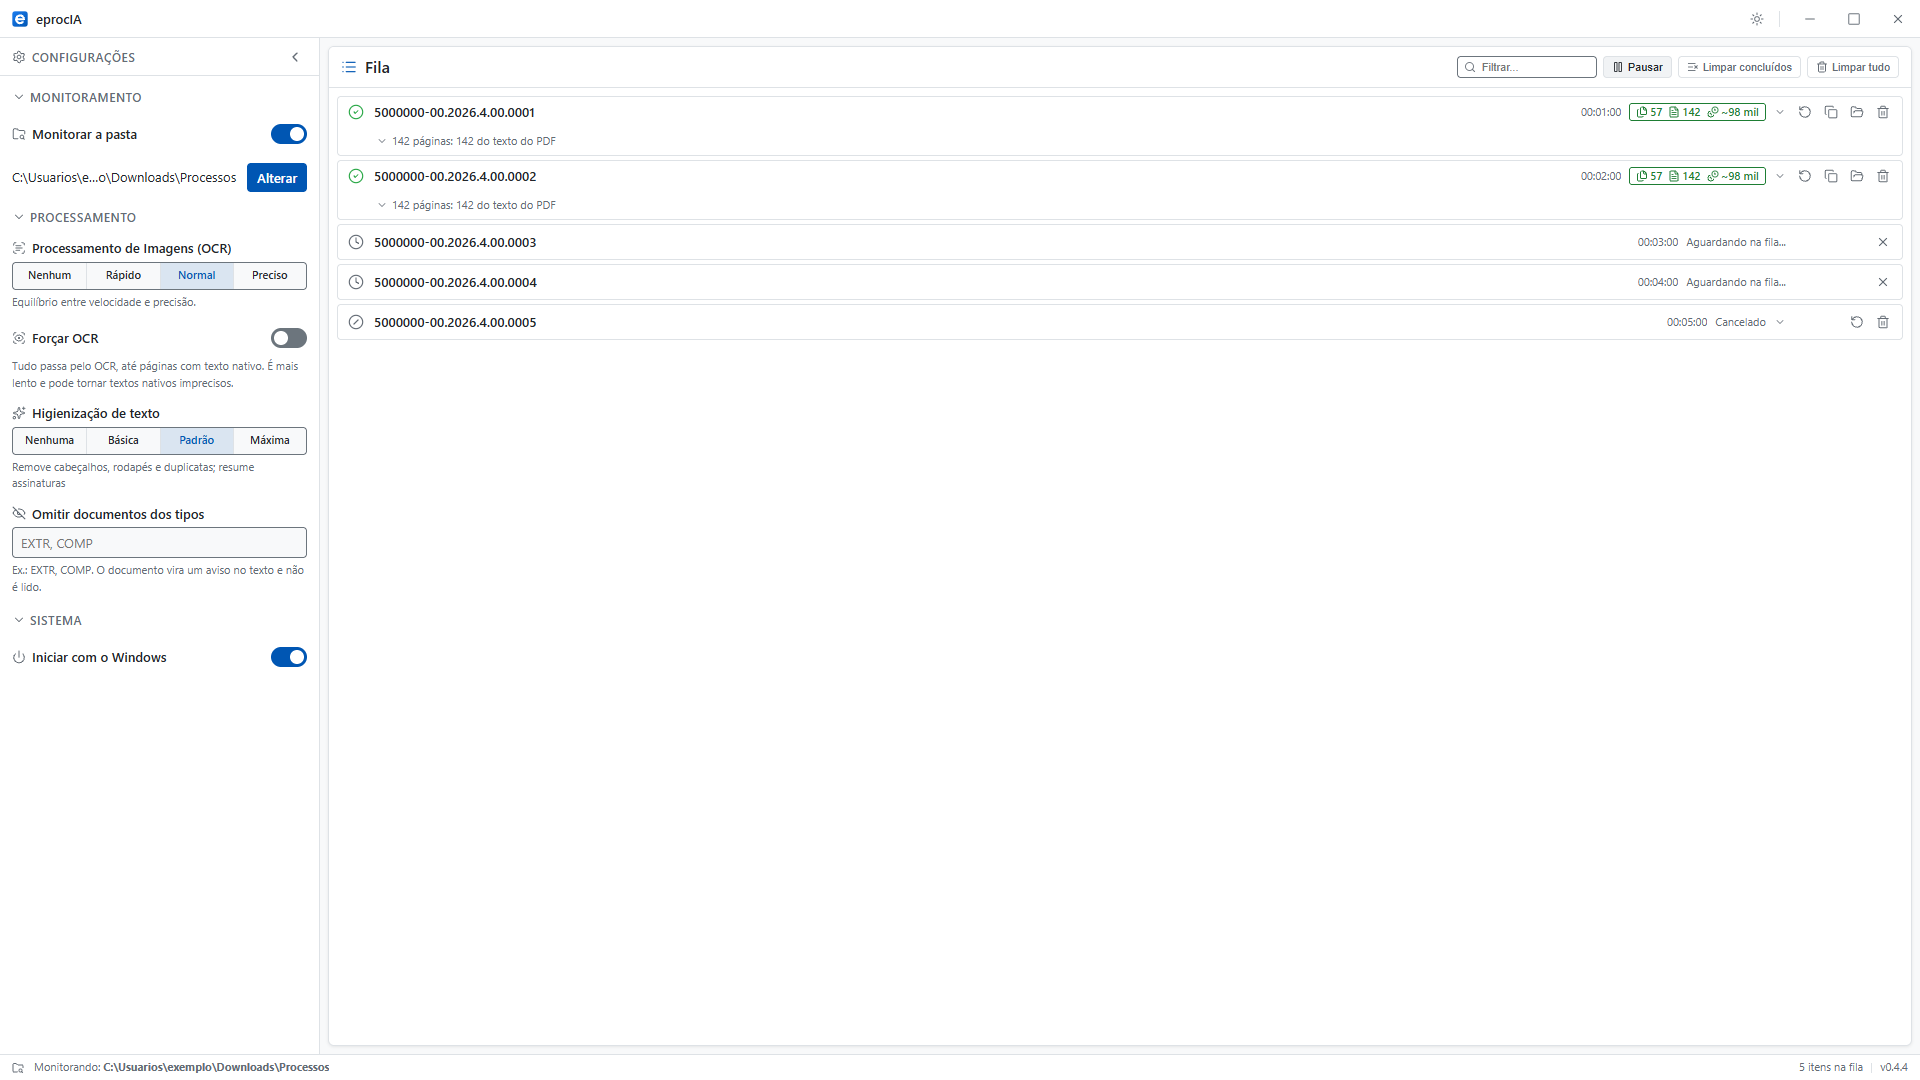 eprocIA
CONFIGURAÇÕES
MONITORAMENTO
Monitorar a pasta
C:\Usuarios\e...o\Downloads\Processos
Alterar
PROCESSAMENTO
Processamento de Imagens (OCR)
Nenhum Rápido Normal Preciso
Equilíbrio entre velocidade e precisão.
Forçar OCR
Tudo passa pelo OCR, até páginas com texto nativo. É mais
lento e pode tornar textos nativos imprecisos.
Higienização de texto
Nenhuma Básica Padrão Máxima
Remove cabeçalhos, rodapés e duplicatas; resume
assinaturas
Omitir documentos dos tipos
EXTR, COMP
Ex.: EXTR, COMP. O documento vira um aviso no texto e não
é lido.
SISTEMA
Iniciar com o Windows
Fila
Filtrar... Pausar Limpar concluídos Limpar tudo
5000000-00.2026.4.00.0001 00:01:00 57 142 ~98 mil
142 páginas: 142 do texto do PDF
5000000-00.2026.4.00.0002 00:02:00 57 142 ~98 mil
142 páginas: 142 do texto do PDF
5000000-00.2026.4.00.0003 00:03:00 Aguardando na fila...
5000000-00.2026.4.00.0004 00:04:00 Aguardando na fila...
5000000-00.2026.4.00.0005 00:05:00 Cancelado
Monitorando: C:\Usuarios\exemplo\Downloads\Processos
5 itens na fila v0.4.4